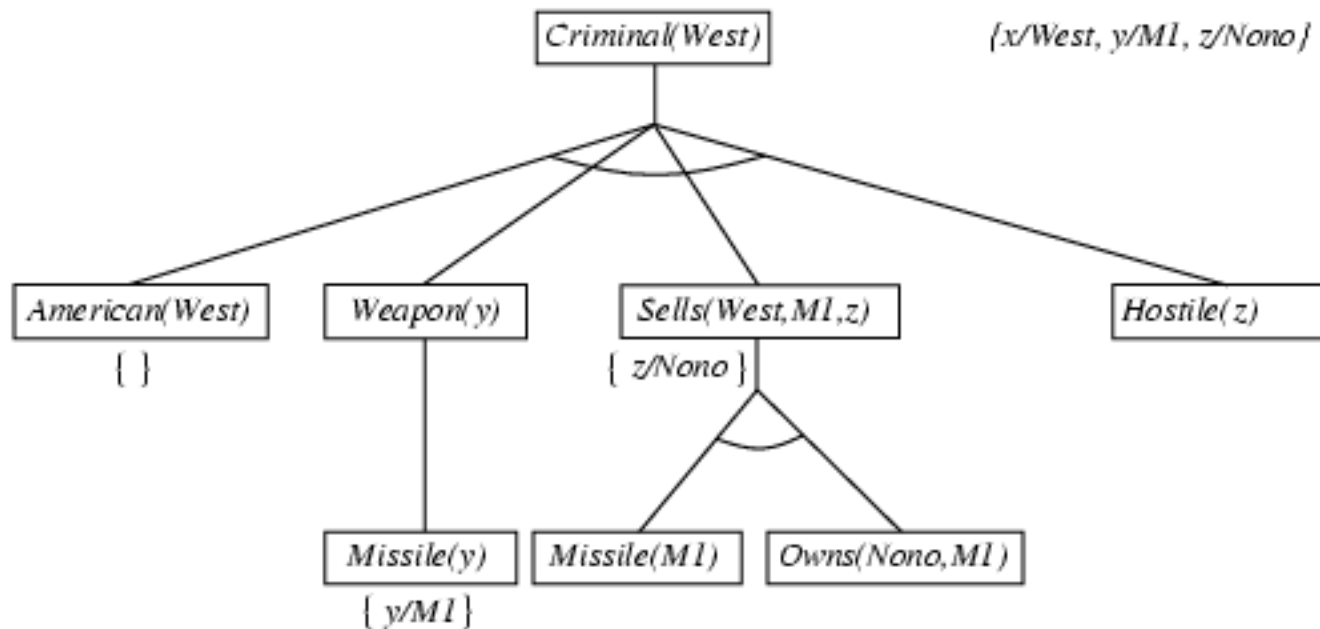 Criminal(West)
{x/West, y/M1, z/Nono}
American(West)
Weapon(y)
Sells(West,M1,z)
Hostile(z)
{ }
{ z/Nono }
Missile(y)
Missile(M1)
Owns(Nono,M1)
{ y/M1 }